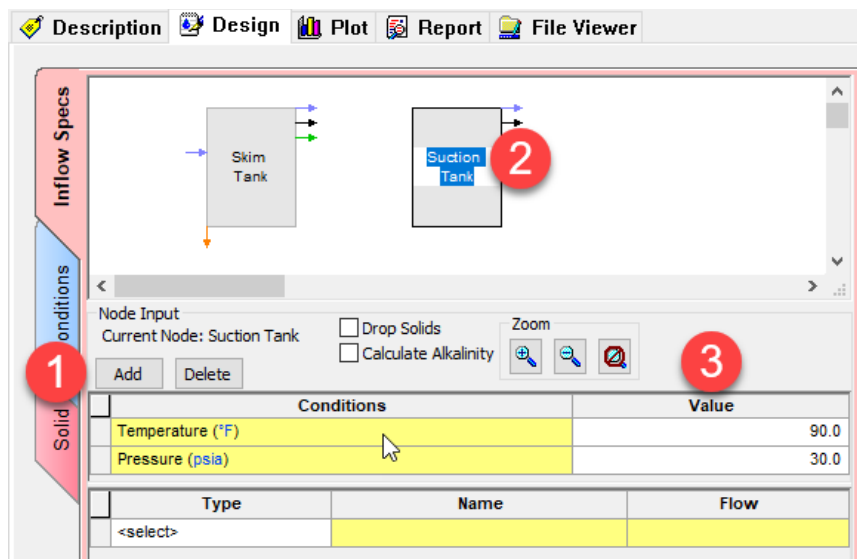 Description Design Plot Report File Viewer
Inflow Specs
Skim
Tank
Suction
Tank
2
onditions
Node Input
Current Node: Suction Tank
Drop Solids
Calculate Alkalinity
Zoom
3
1
Add Delete
Solid
Conditions Value
Temperature (°F) 90.0
Pressure (psia) 30.0
Type Name Flow
<select>